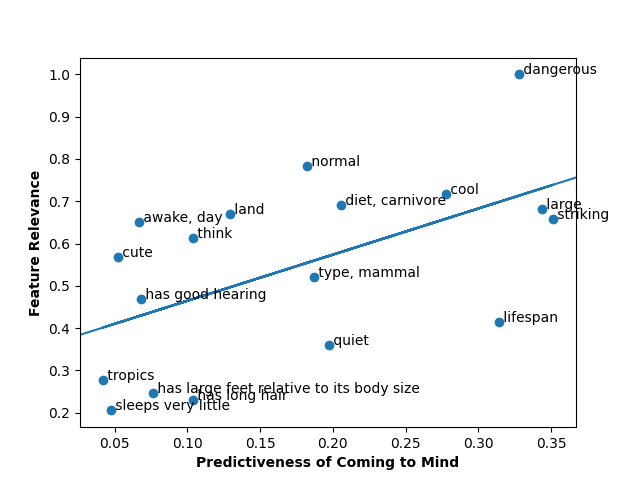 1.0
0.9
0.8
0.7
0.6
0.5
0.4
0.3
0.2
Feature Relevance
dangerous
normal
cool
diet, carnivore
large
striking
land
awake, day
think
cute
type, mammal
has good hearing
lifespan
quiet
tropics
has large feet relative to its body size
has long hair
sleeps very little
0.05 0.10 0.15 0.20 0.25 0.30 0.35
Predictiveness of Coming to Mind